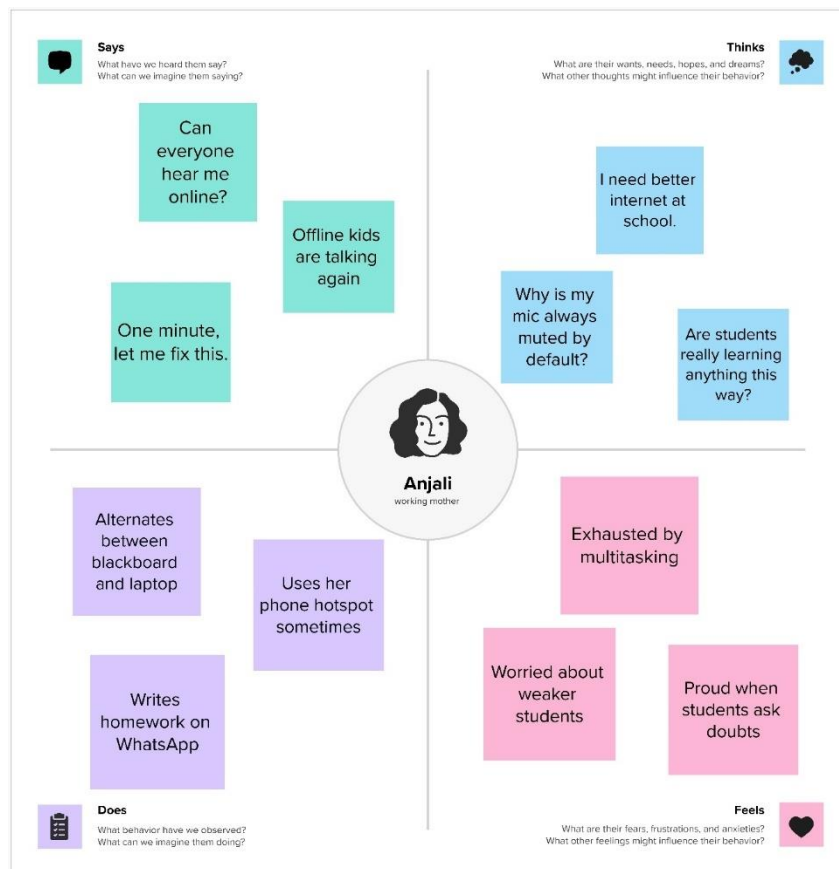 Says
What have we heard them say?
What can we imagine them saying?
Can
everyone
hear me
online?
Offline kids
are talking
again
One minute,
let me fix this.
Thinks
What are their wants, needs, hopes, and dreams?
What other thoughts might influence their behavior?
I need better
internet at
school.
Why is my
mic always
muted by
default?
Are students
really learning
anything this
way?
Anjali
working mother
Alternates
between
blackboard
and laptop
Uses her
phone hotspot
sometimes
Writes
homework on
WhatsApp
Does
What behavior have we observed?
What can we imagine them doing?
Exhausted by
multitasking
Worried about
weaker
students
Proud when
students ask
doubts
Feels
What are their fears, frustrations, and anxieties?
What other feelings might influence their behavior?